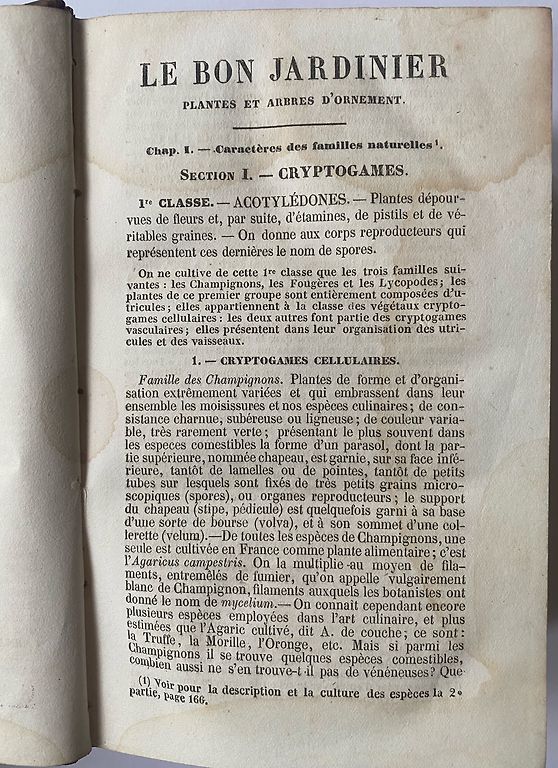 LE BON JARDINIER
PLANTES ET ARBRES D'ORNEMENT.
Chap. I. — Caractères des familles naturelles¹.
SECTION I. — CRYPTOGAMES.
1re CLASSE. — ACOTYLÉDONES. — Plantes dépour-
vues de fleurs et, par suite, d'étamines, de pistils et de vé-
ritables graines. — On donne aux corps reproducteurs qui
représentent ces dernières le nom de spores.
On ne cultive de cette 1re classe que les trois familles sui-
vantes : les Champignons, les Fougères et les Lycopodes; les
plantes de ce premier groupe sont entièrement composées d'u-
tricules; elles appartiennent à la classe des végétaux crypto-
games cellulaires: les deux autres font partie des cryptogames
vasculaires; elles présentent dans leur organisation des utri-
cules et des vaisseaux.
1. — CRYPTOGAMES CELLULAIRES.
Famille des Champignons. Plantes de forme et d'organi-
sation extrêmement variées et qui embrassent dans leur
ensemble les moisissures et nos espèces culinaires; de con-
sistance charnue, subéreuse ou ligneuse; de couleur varia-
ble, très rarement verte; présentant le plus souvent dans
les especes comestibles la forme d'un parasol, dont la par-
tie supérieure, nommée chapeau, est garnie, sur sa face infé-
rieure, tantôt de lamelles ou de pointes, tantôt de petits
tubes sur lesquels sont fixés de très petits grains micro-
scopiques (spores), ou organes reproducteurs; le support
du chapeau (stipe, pédicule) est quelquefois garni à sa base
d'une sorte de bourse (volva), et à son sommet d'une col-
lerette (velum).—De toutes les espèces de Champignons, une
seule est cultivée en France comme plante alimentaire; c'est
l'Agaricus campestris. On la multiplie au moyen de fila-
ments, entremêlés de fumier, qu'on appelle vulgairement
blanc de Champignon, filaments auxquels les botanistes ont
donné le nom de mycelium.— On connaît cependant encore
plusieurs espèces employées dans l'art culinaire, et plus
estimées que l'Agaric cultivé, dit A. de couche; ce sont:
la Truffe, la Morille, l'Oronge, etc. Mais si parmi les
Champignons il se trouve quelques espèces comestibles,
combien aussi ne s'en trouve-t-il pas de vénéneuses? Que
(1) Voir pour la description et la culture des espèces la 2e
partie, page 166.